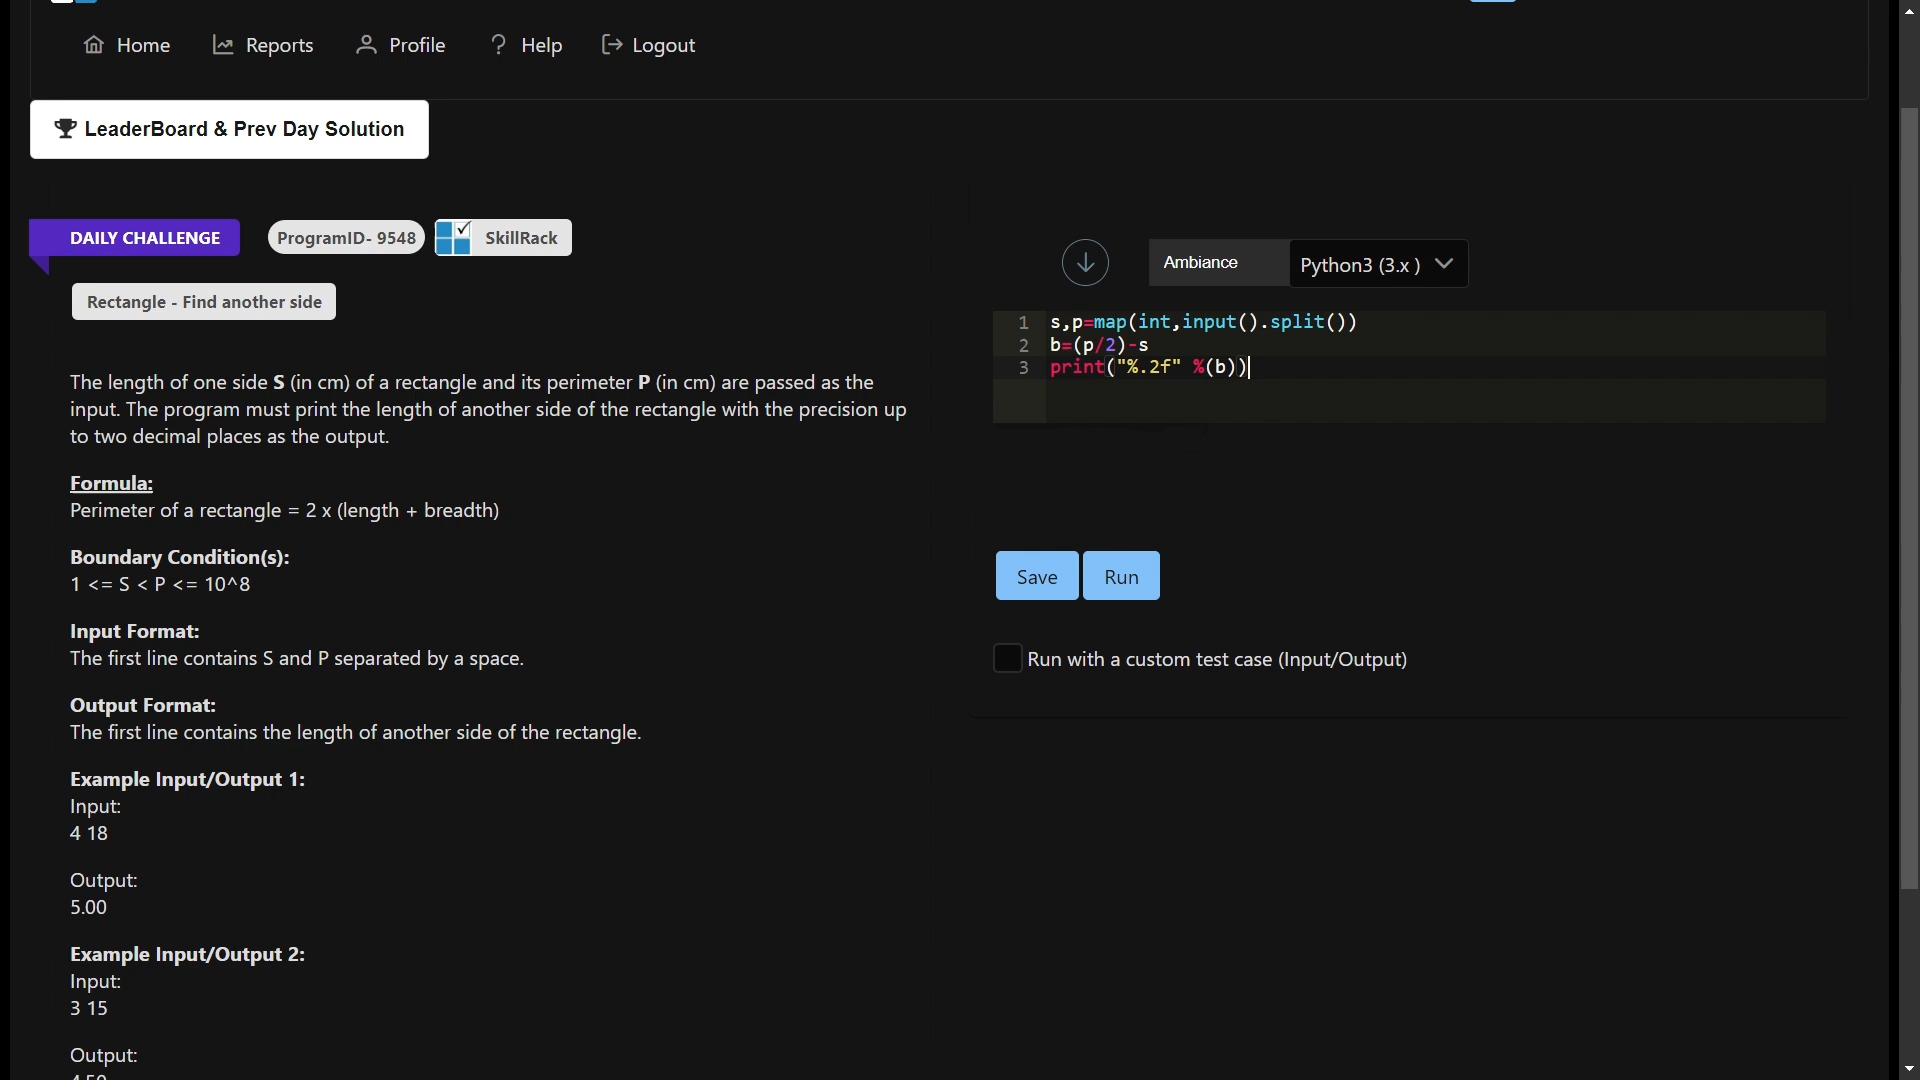 Home Reports Profile Help Logout
LeaderBoard & Prev Day Solution
DAILY CHALLENGE ProgramID- 9548 SkillRack
Rectangle - Find another side
The length of one side S (in cm) of a rectangle and its perimeter P (in cm) are passed as the
input. The program must print the length of another side of the rectangle with the precision up
to two decimal places as the output.
Formula:
Perimeter of a rectangle = 2 x (length + breadth)
Boundary Condition(s):
1 <= S < P <= 10^8
Input Format:
The first line contains S and P separated by a space.
Output Format:
The first line contains the length of another side of the rectangle.
Example Input/Output 1:
Input:
4 18
Output:
5.00
Example Input/Output 2:
Input:
3 15
Output:
Ambiance Python3 (3.x )
1 s,p=map(int,input().split())
2 b=(p/2)-s
3 print("%.2f" %(b))
Save Run
Run with a custom test case (Input/Output)